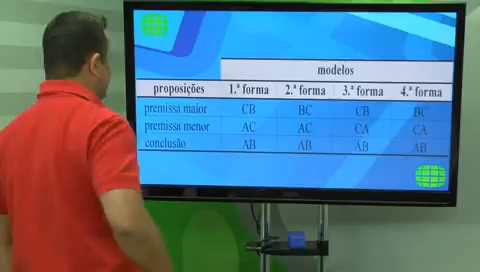 modelos
proposições 1.ª forma 2.ª forma 3.ª forma 4.ª forma
premissa maior CB BC CB BC
premissa menor AC AC CA CA
conclusão AB AB AB AB